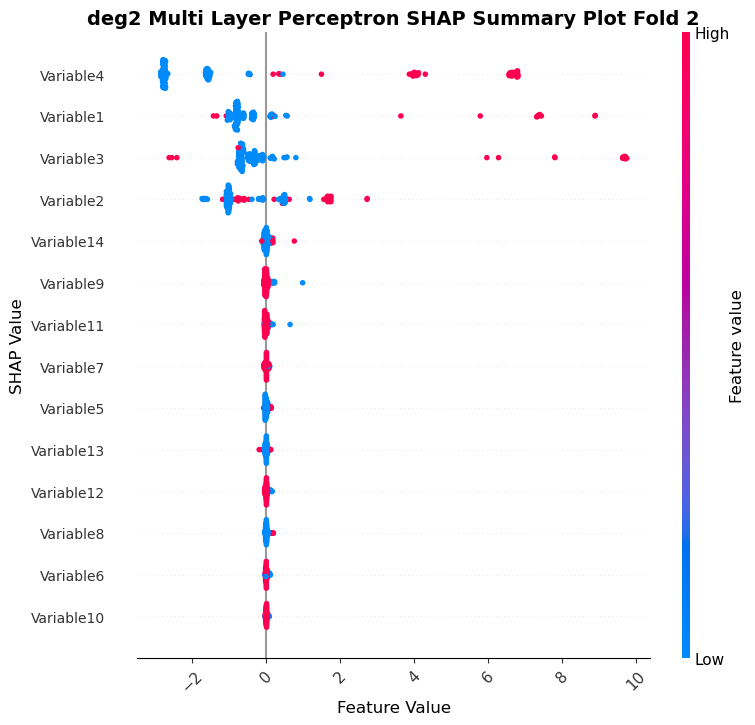 deg2 Multi Layer Perceptron SHAP Summary Plot Fold 2
High
Variable4
Variable1
Variable3
Variable2
Variable14
Variable9
Variable11
Variable7
Variable5
Variable13
Variable12
Variable8
Variable6
Variable10
SHAP Value
Feature value
Low
−2 0 2 4 6 8 10
Feature Value